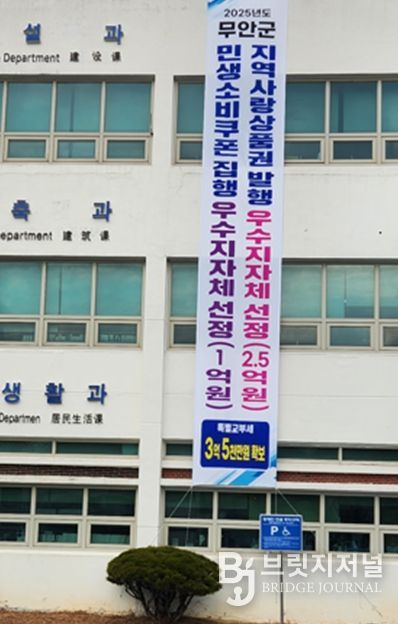 설 과
Department 建设课
축 과
Department 建筑课
생활과
Departmen 居民生活课
2025년도
무안군
지역사랑상품권 발행 우수지자체 선정(2.5억원)
민생소비쿠폰 집행 우수지자체 선정(1억원)
특별교부세
3억 5천만원 확보
P
브릿지저널
BRIDGE JOURNAL